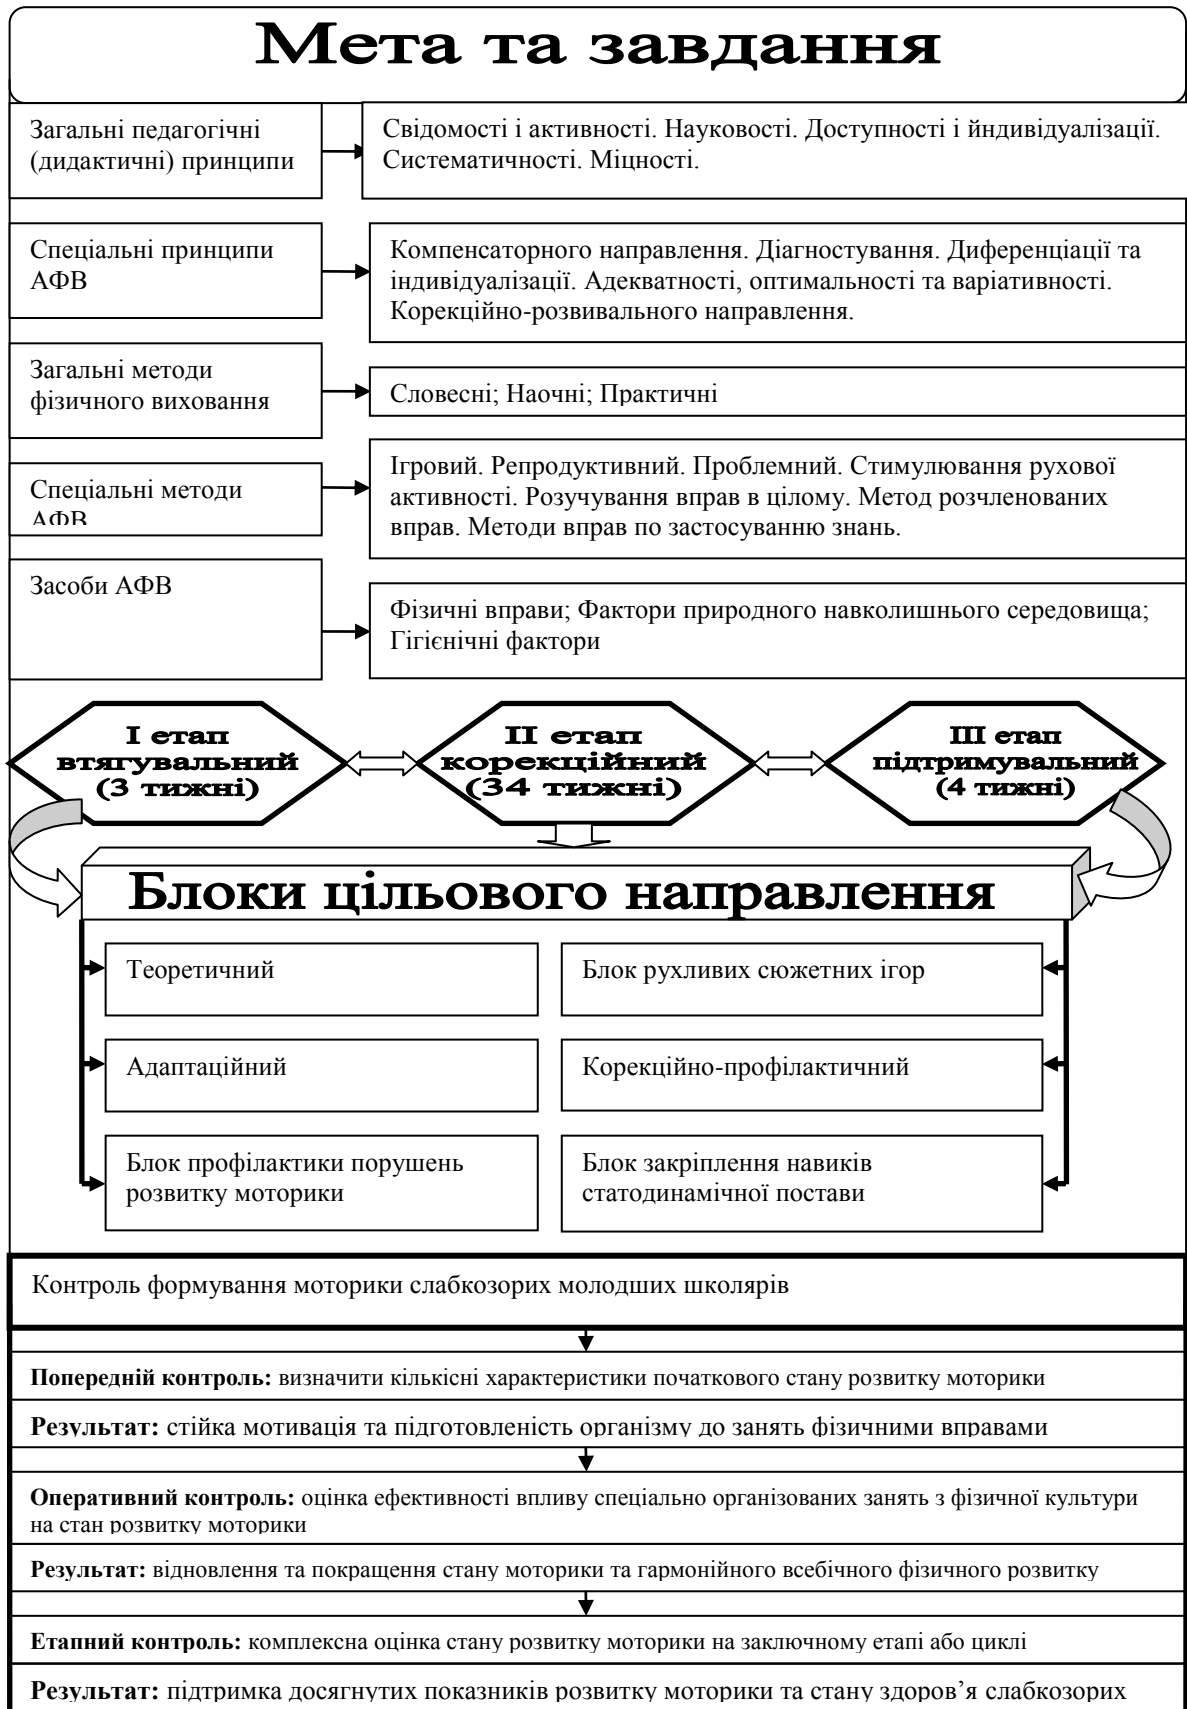 Мета та завдання
Загальні педагогічні
(дидактичні) принципи
Свідомості і активності. Науковості. Доступності і йндивідуалізації.
Систематичності. Міцності.
Спеціальні принципи
АФВ
Компенсаторного направлення. Діагностування. Диференціації та
індивідуалізації. Адекватності, оптимальності та варіативності.
Корекційно-розвивального направлення.
Загальні методи
фізичного виховання
Словесні; Наочні; Практичні
Спеціальні методи
АФВ
Ігровий. Репродуктивний. Проблемний. Стимулювання рухової
активності. Розучування вправ в цілому. Метод розчленованих
вправ. Методи вправ по застосуванню знань.
Засоби АФВ
Фізичні вправи; Фактори природного навколишнього середовища;
Гігієнічні фактори
I етап
втягувальний
(3 тижні)
II етап
корекційний
(34 тижні)
III етап
підтримувальний
(4 тижні)
Блоки цільового направлення
Теоретичний
Блок рухливих сюжетних ігор
Адаптаційний
Корекційно-профілактичний
Блок профілактики порушень
розвитку моторики
Блок закріплення навиків
статодинамічної постави
Контроль формування моторики слабкозорих молодших школярів
Попередній контроль: визначити кількісні характеристики початкового стану розвитку моторики
Результат: стійка мотивація та підготовленість організму до занять фізичними вправами
Оперативний контроль: оцінка ефективності впливу спеціально організованих занять з фізичної культури
на стан розвитку моторики
Результат: відновлення та покращення стану моторики та гармонійного всебічного фізичного розвитку
Етапний контроль: комплексна оцінка стану розвитку моторики на заключному етапі або циклі
Результат: підтримка досягнутих показників розвитку моторики та стану здоров’я слабкозорих